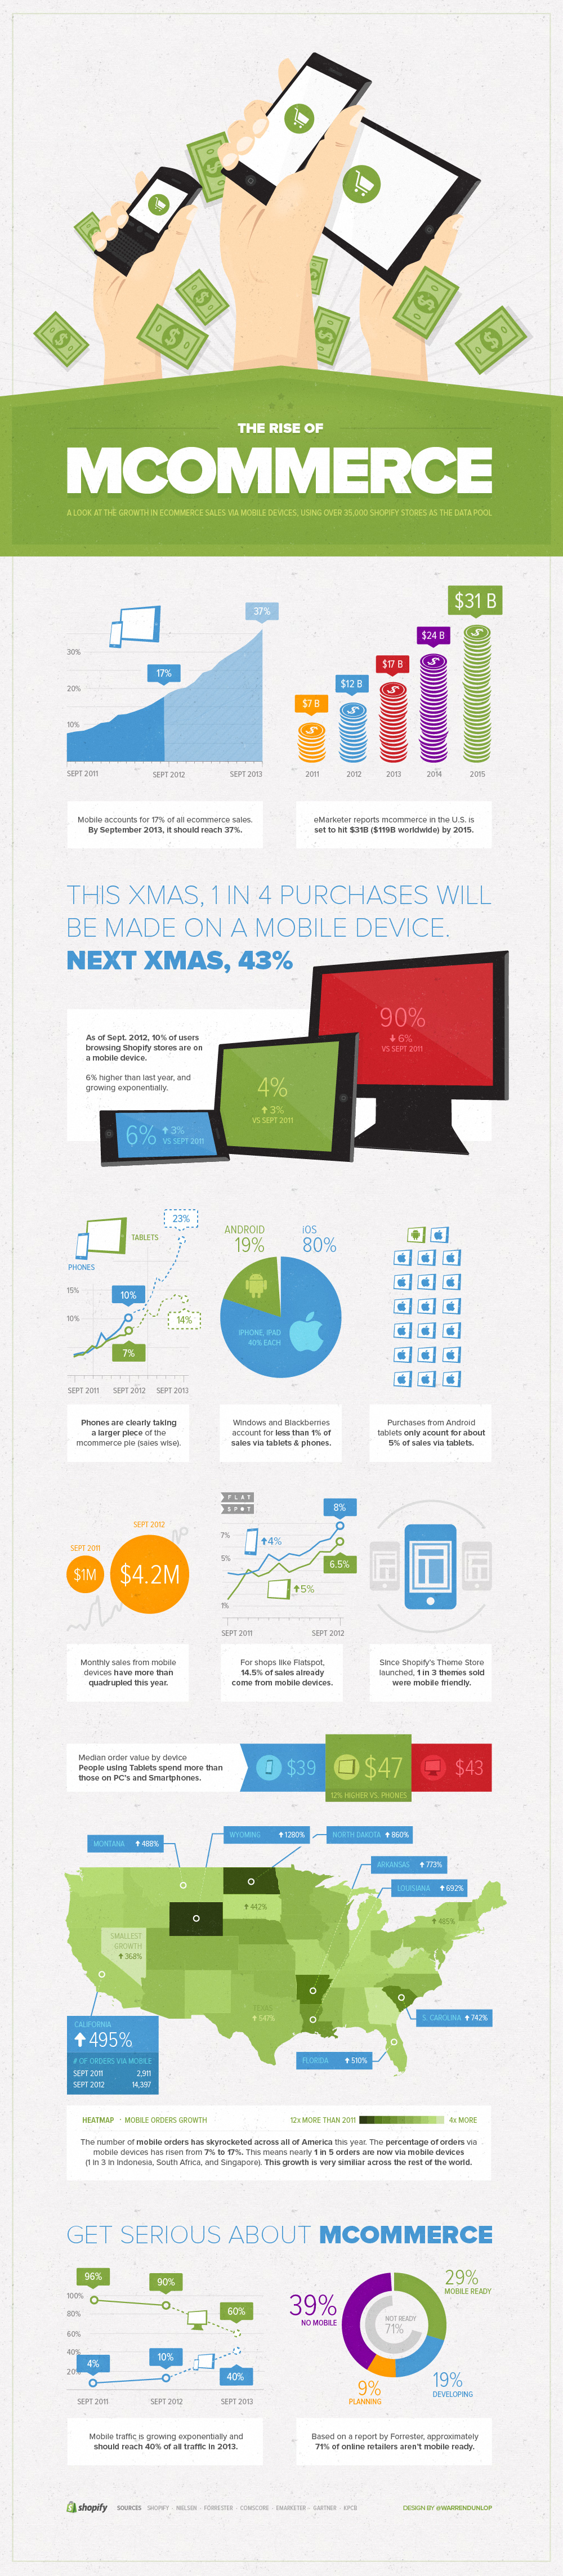 THE RISE OF
MCOMMERCE
A LOOK AT THE GROWTH IN ECOMMERCE SALES VIA MOBILE DEVICES, USING OVER 35,000 SHOPIFY STORES AS THE DATA POOL
37%
17%
30%
20%
10%
SEPT 2011
SEPT 2012
SEPT 2013
Mobile accounts for 17% of all ecommerce sales.
By September 2013, it should reach 37%.
$31 B
$24 B
$17 B
$12 B
$7 B
2011
2012
2013
2014
2015
eMarketer reports mcommerce in the U.S. is
set to hit $31B ($119B worldwide) by 2015.
THIS XMAS, 1 IN 4 PURCHASES WILL
BE MADE ON A MOBILE DEVICE.
NEXT XMAS, 43%
As of Sept. 2012, 10% of users
browsing Shopify stores are on
a mobile device.
6% higher than last year, and
growing exponentially.
90%
6%
VS SEPT 2011
4%
3%
VS SEPT 2011
6%
3%
VS SEPT 2011
23%
TABLETS
PHONES
15%
10%
10%
14%
7%
SEPT 2011
SEPT 2012
SEPT 2013
Phones are clearly taking
a larger piece of the
mcommerce pie (sales wise).
ANDROID
19%
iOS
80%
IPHONE, IPAD
40% EACH
Windows and Blackberries
account for less than 1% of
sales via tablets & phones.
Purchases from Android
tablets only acount for about
5% of sales via tablets.
SEPT 2012
SEPT 2011
$1M
$4.2M
Monthly sales from mobile
devices have more than
quadrupled this year.
FLAT
SPOT
8%
7%
4%
5%
6.5%
5%
1%
SEPT 2011
SEPT 2012
For shops like Flatspot,
14.5% of sales already
come from mobile devices.
Since Shopify's Theme Store
launched, 1 in 3 themes sold
were mobile friendly.
Median order value by device
People using Tablets spend more than
those on PC's and Smartphones.
$39
$47
12% HIGHER VS. PHONES
$43
MONTANA 488%
WYOMING 1280%
NORTH DAKOTA 860%
ARKANSAS 773%
LOUISIANA 692%
442%
485%
SMALLEST
GROWTH
368%
TEXAS
547%
CALIFORNIA
495%
# OF ORDERS VIA MOBILE
SEPT 2011 2,911
SEPT 2012 14,397
S. CAROLINA 742%
FLORIDA 510%
HEATMAP · MOBILE ORDERS GROWTH
12x MORE THAN 2011
4x MORE
The number of mobile orders has skyrocketed across all of America this year. The percentage of orders via
mobile devices has risen from 7% to 17%. This means nearly 1 in 5 orders are now via mobile devices
(1 in 3 in Indonesia, South Africa, and Singapore). This growth is very similiar across the rest of the world.
GET SERIOUS ABOUT MCOMMERCE
96%
90%
60%
100%
80%
60%
40%
20%
4%
10%
40%
SEPT 2011
SEPT 2012
SEPT 2013
Mobile traffic is growing exponentially and
should reach 40% of all traffic in 2013.
29%
MOBILE READY
39%
NO MOBILE
NOT READY
71%
9%
PLANNING
19%
DEVELOPING
Based on a report by Forrester, approximately
71% of online retailers aren't mobile ready.
shopify
SOURCES SHOPIFY · NIELSEN · FORRESTER · COMSCORE · EMARKETER · GARTNER · KPCB
DESIGN BY @WARRENDUNLOP